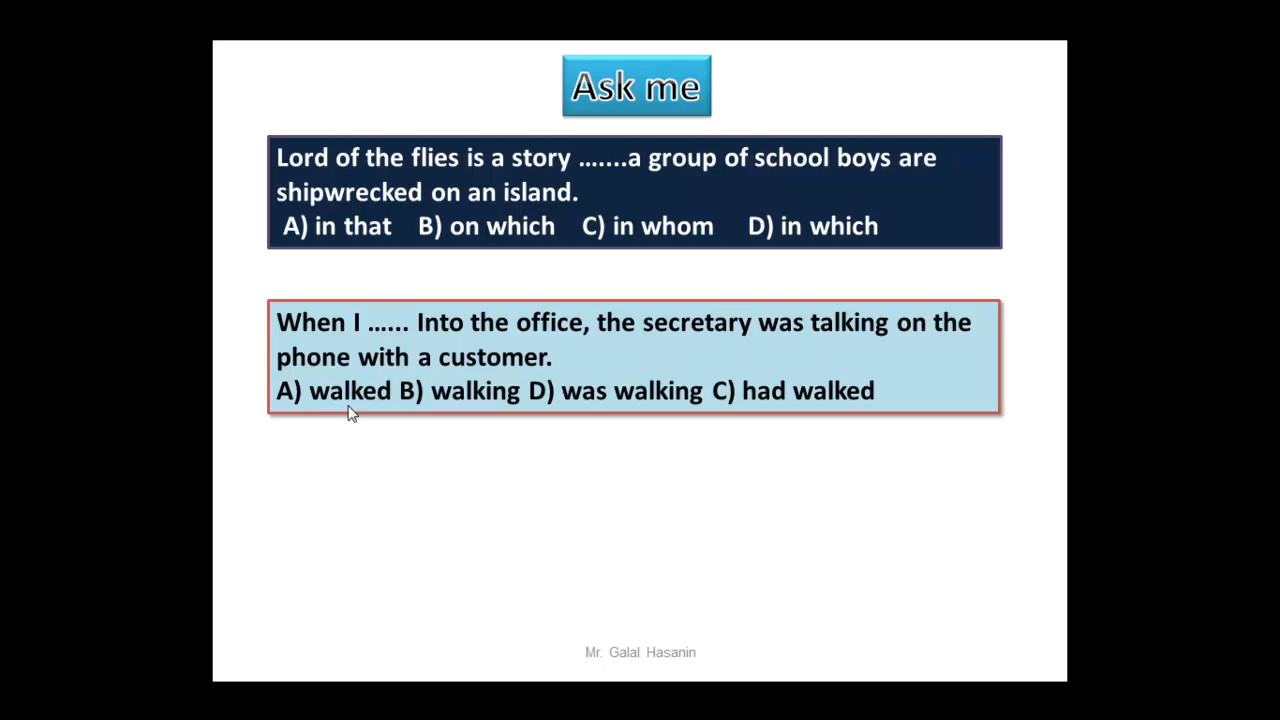 Ask me
Lord of the flies is a story …....a group of school boys are
shipwrecked on an island.
A) in that B) on which C) in whom D) in which
When I …... Into the office, the secretary was talking on the
phone with a customer.
A) walked B) walking D) was walking C) had walked
Mr. Galal Hasanin